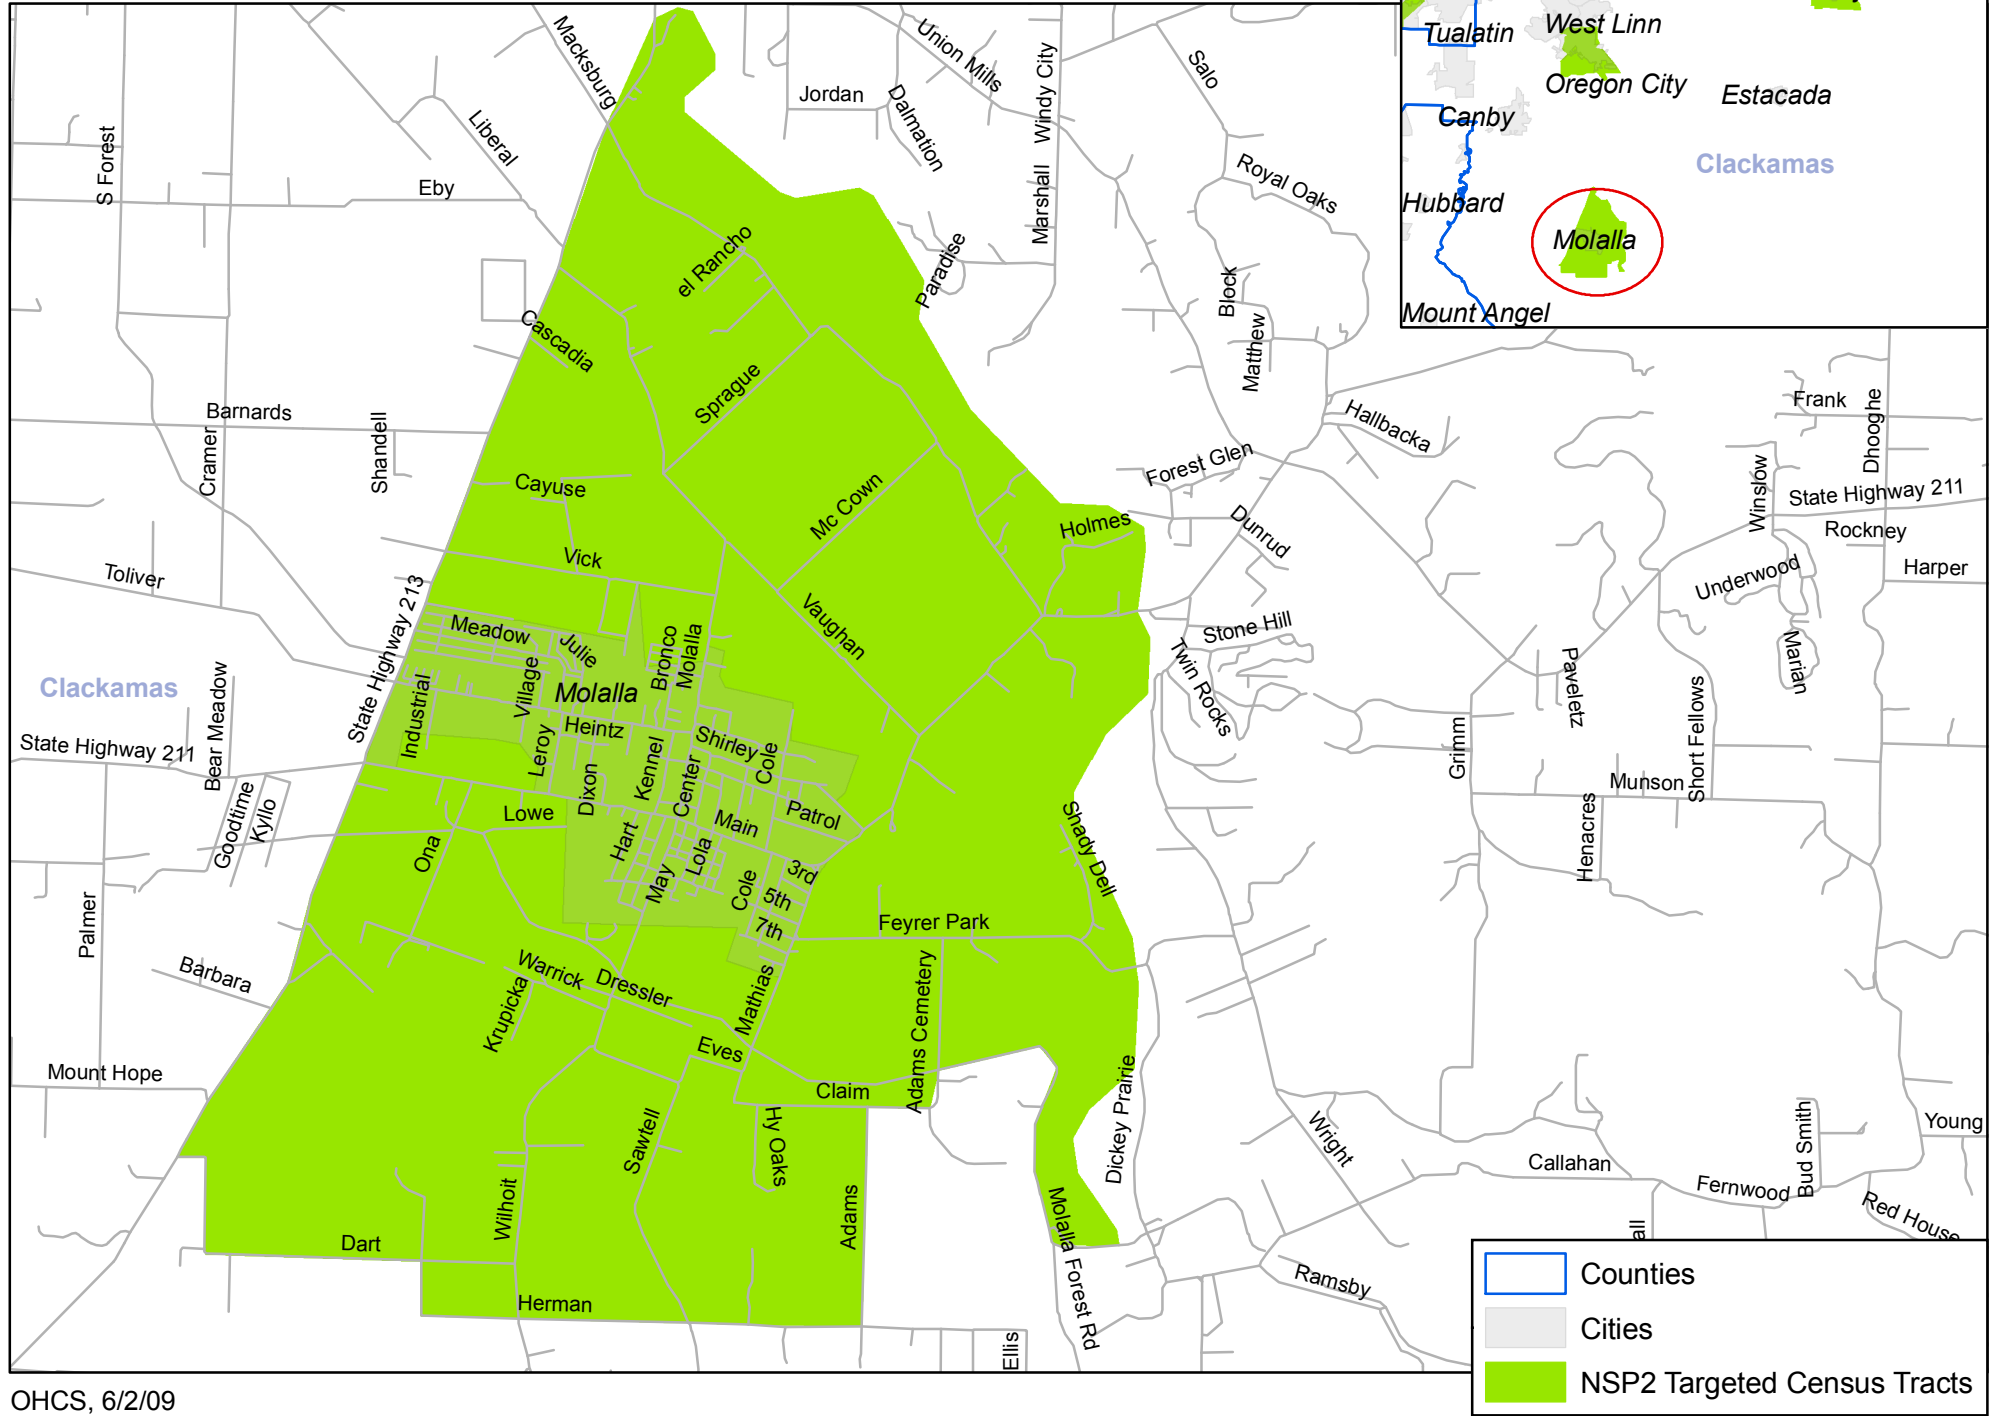 Macksburg
Union Mills
Jordan
Dalmation
Windy City
Marshall
Salo
Royal Oaks
S Forest
Liberal
Eby
el Rancho
Paradise
Block
Matthew
Cascadia
Sprague
Barnards
Cramer
Shandell
Cayuse
Mc Cown
Holmes
Forest Glen
Hallbacka
Dunrud
Frank
Dhooghe
Winslow
State Highway 211
Rockney
Underwood
Harper
Marian
Toliver
Vick
Vaughan
State Highway 213
Meadow
Julie
Village
Bronco
Molalla
Molalla
Stone Hill
Twin Rocks
Paveletz
Short Fellows
Grimm
Munson
Henacres
Clackamas
Bear Meadow
State Highway 211
Industrial
Leroy
Heintz
Dixon
Kennel
Center
Shirley
Cole
Goodtime
Kyllo
Lowe
Ona
Hart
May
Lola
Main
Patrol
Cole
3rd
5th
7th
Shady Dell
Feyrer Park
Palmer
Barbara
Warrick
Dressler
Krupicka
Mathias
Eves
Adams Cemetery
Claim
Mount Hope
Hy Oaks
Sawtell
Wilhoit
Adams
Dart
Herman
Dickey Prairie
Molalla Forest Rd
Ellis
Wright
Callahan
Fernwood
Bud Smith
Young
Red House
Ramsby
all
Tualatin
West Linn
Oregon City
Estacada
Canby
Clackamas
Hubbard
Molalla
Mount Angel
Counties
Cities
NSP2 Targeted Census Tracts
OHCS, 6/2/09